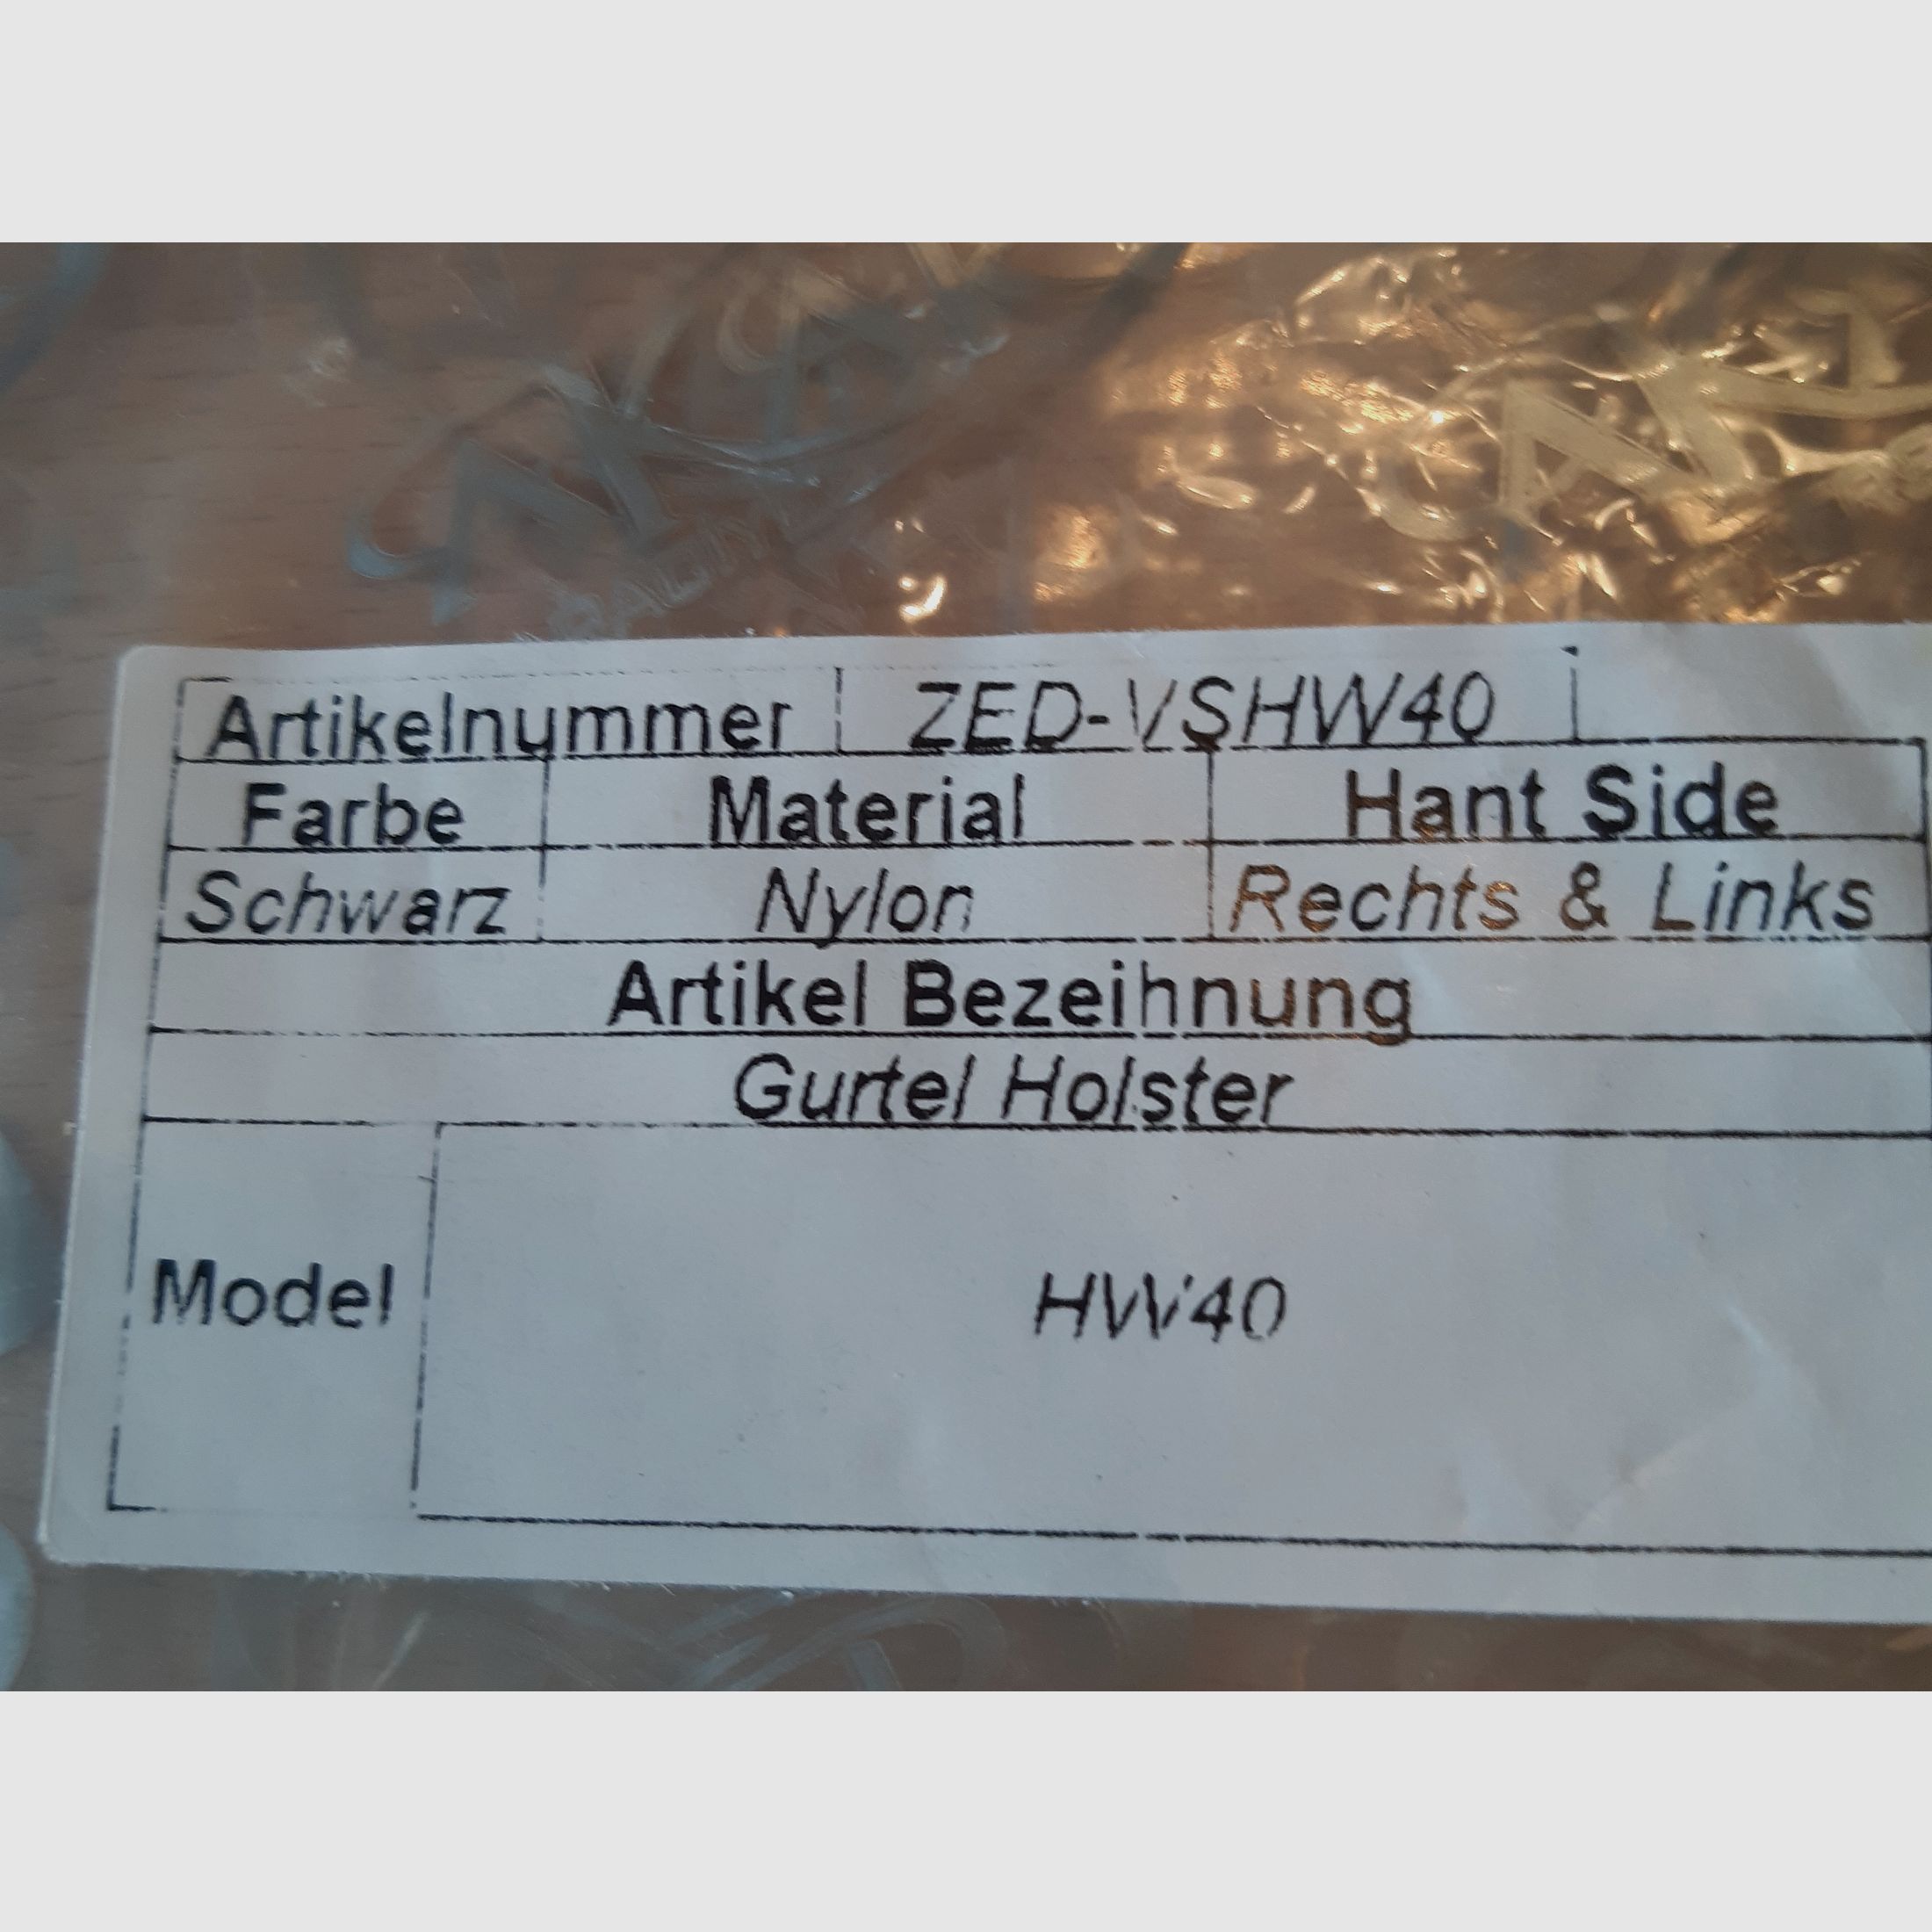 Artikelnummer ZED-VSHW40
Farbe Material Hant Side
Schwarz Nylon Rechts & Links
Artikel Bezeihnung
Gurtel Holster
Model HW40